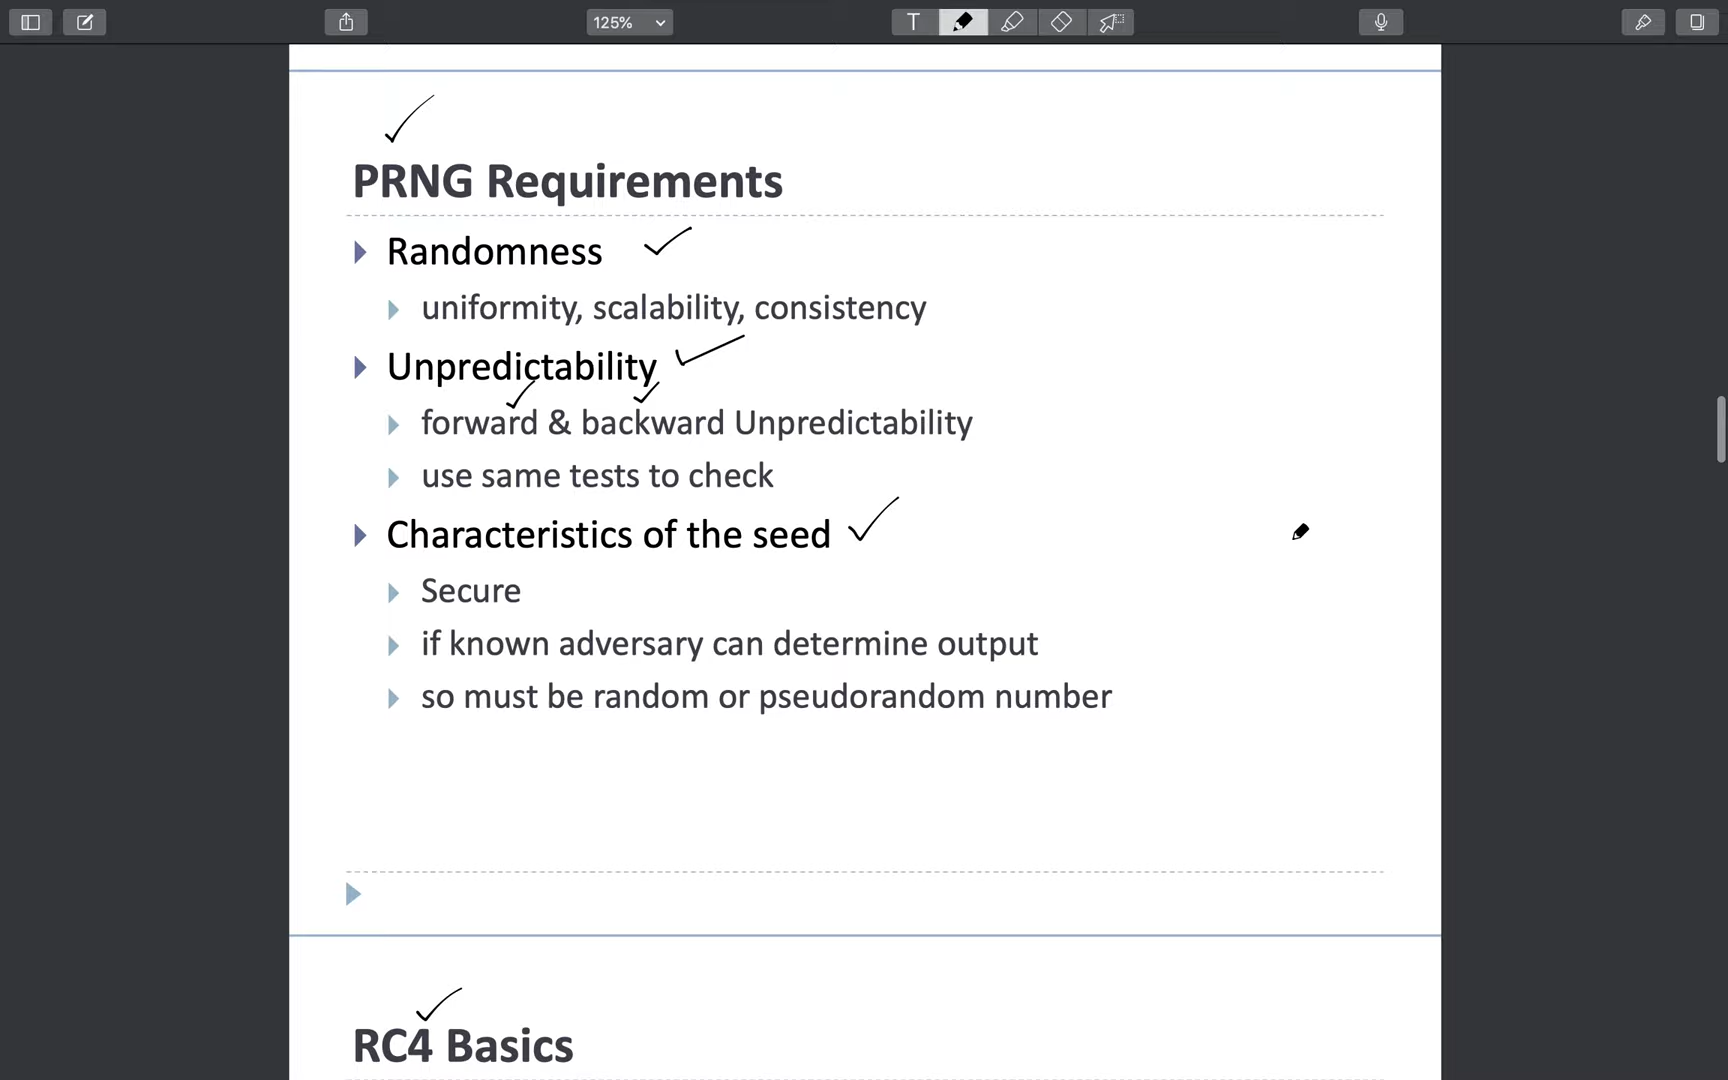 125%
T
PRNG Requirements
Randomness
uniformity, scalability, consistency
Unpredictability
forward & backward Unpredictability
use same tests to check
Characteristics of the seed
Secure
if known adversary can determine output
so must be random or pseudorandom number
RC4 Basics